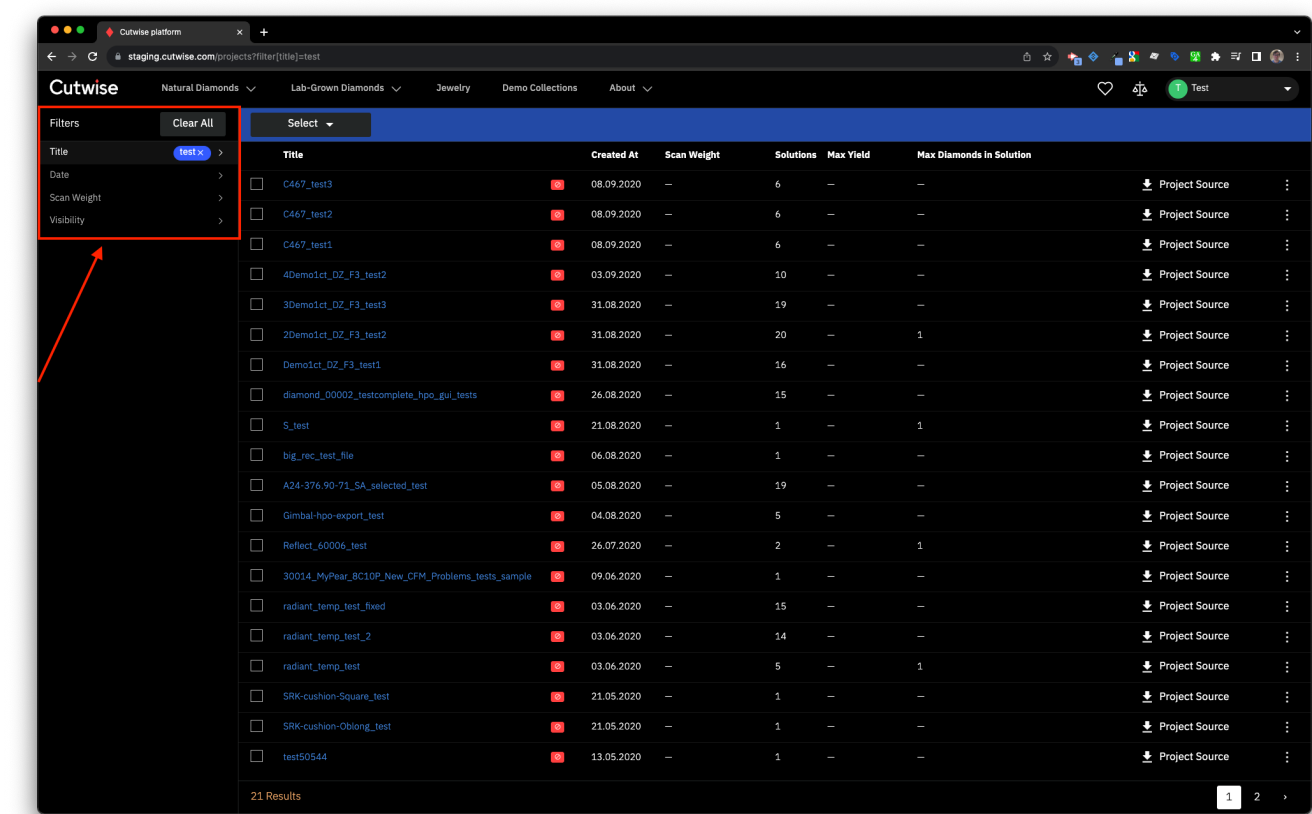 Cutwise platform
staging.cutwise.com/projects?filter[title]=test
Cutwise Natural Diamonds Lab-Grown Diamonds Jewelry Demo Collections About T Test
Filters Clear All Select
Title test ×
Date
Scan Weight
Visibility
Title Created At Scan Weight Solutions Max Yield Max Diamonds in Solution
C467_test3 08.09.2020 — 6 — — Project Source
C467_test2 08.09.2020 — 6 — — Project Source
C467_test1 08.09.2020 — 6 — — Project Source
4Demo1ct_DZ_F3_test2 03.09.2020 — 10 — — Project Source
3Demo1ct_DZ_F3_test3 31.08.2020 — 19 — — Project Source
2Demo1ct_DZ_F3_test2 31.08.2020 — 20 — 1 Project Source
Demo1ct_DZ_F3_test1 31.08.2020 — 16 — — Project Source
diamond_00002_testcomplete_hpo_gui_tests 26.08.2020 — 15 — — Project Source
S_test 21.08.2020 — 1 — 1 Project Source
big_rec_test_file 06.08.2020 — 1 — — Project Source
A24-376.90-71_SA_selected_test 05.08.2020 — 19 — — Project Source
Gimbal-hpo-export_test 04.08.2020 — 5 — — Project Source
Reflect_60006_test 26.07.2020 — 2 — 1 Project Source
30014_MyPear_8C10P_New_CFM_Problems_tests_sample 09.06.2020 — 1 — — Project Source
radiant_temp_test_fixed 03.06.2020 — 15 — — Project Source
radiant_temp_test_2 03.06.2020 — 14 — — Project Source
radiant_temp_test 03.06.2020 — 5 — 1 Project Source
SRK-cushion-Square_test 21.05.2020 — 1 — — Project Source
SRK-cushion-Oblong_test 21.05.2020 — 1 — — Project Source
test50544 13.05.2020 — 1 — — Project Source
21 Results 1 2